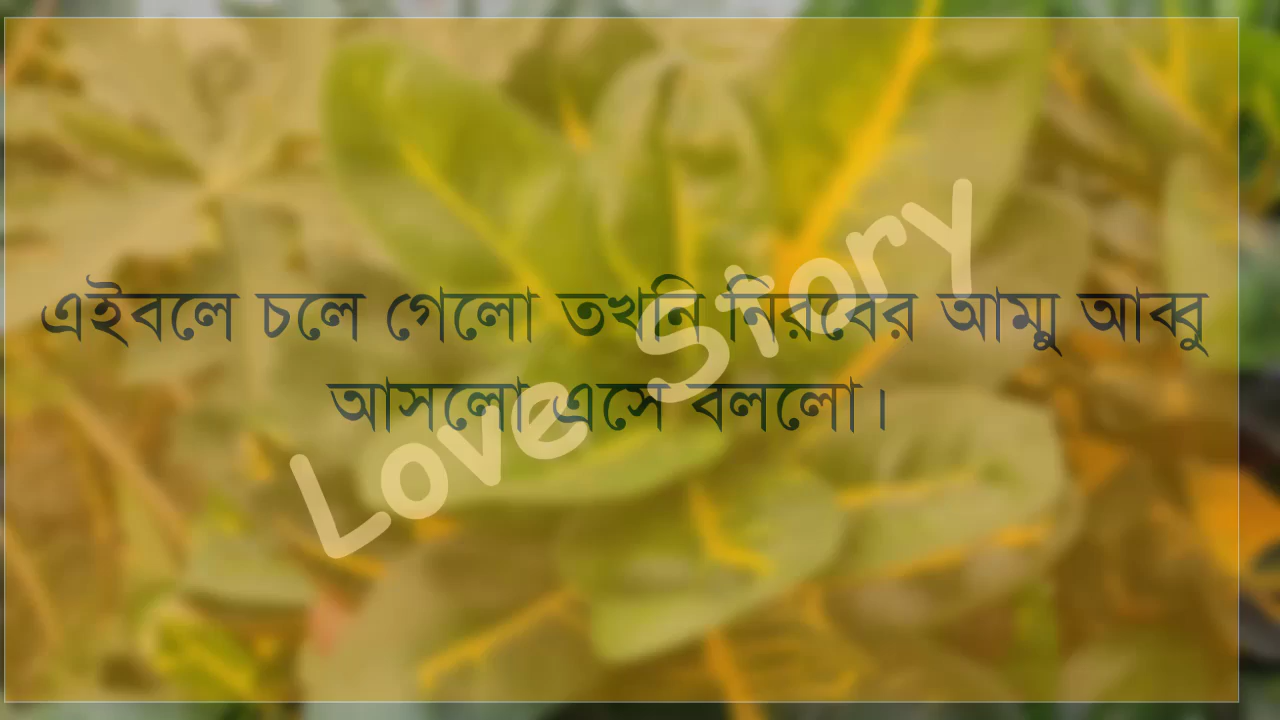 এইবলে চলে গেলো তখনি নিরবের আম্মু আব্বু
আসলো এসে বললো।
Love Story